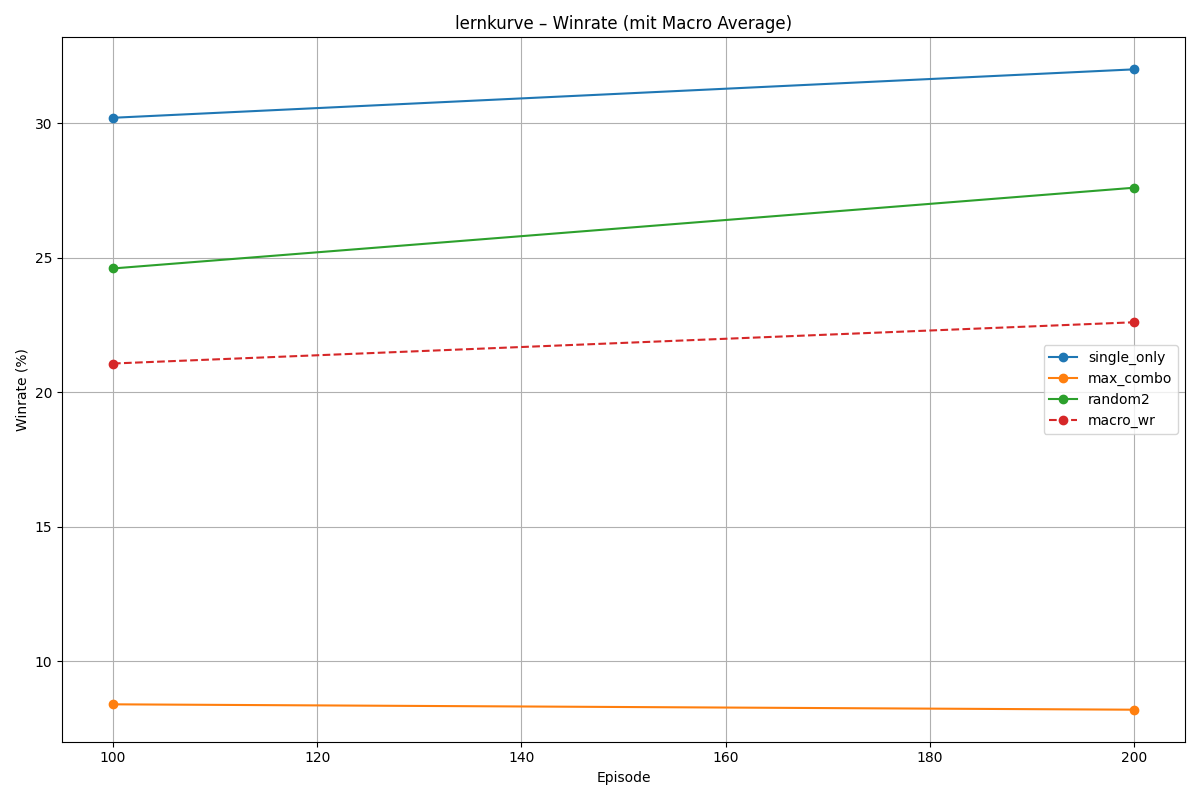 lernkurve – Winrate (mit Macro Average)
Winrate (%)
30
25
20
15
10
single_only
max_combo
random2
macro_wr
100
120
140
160
180
200
Episode